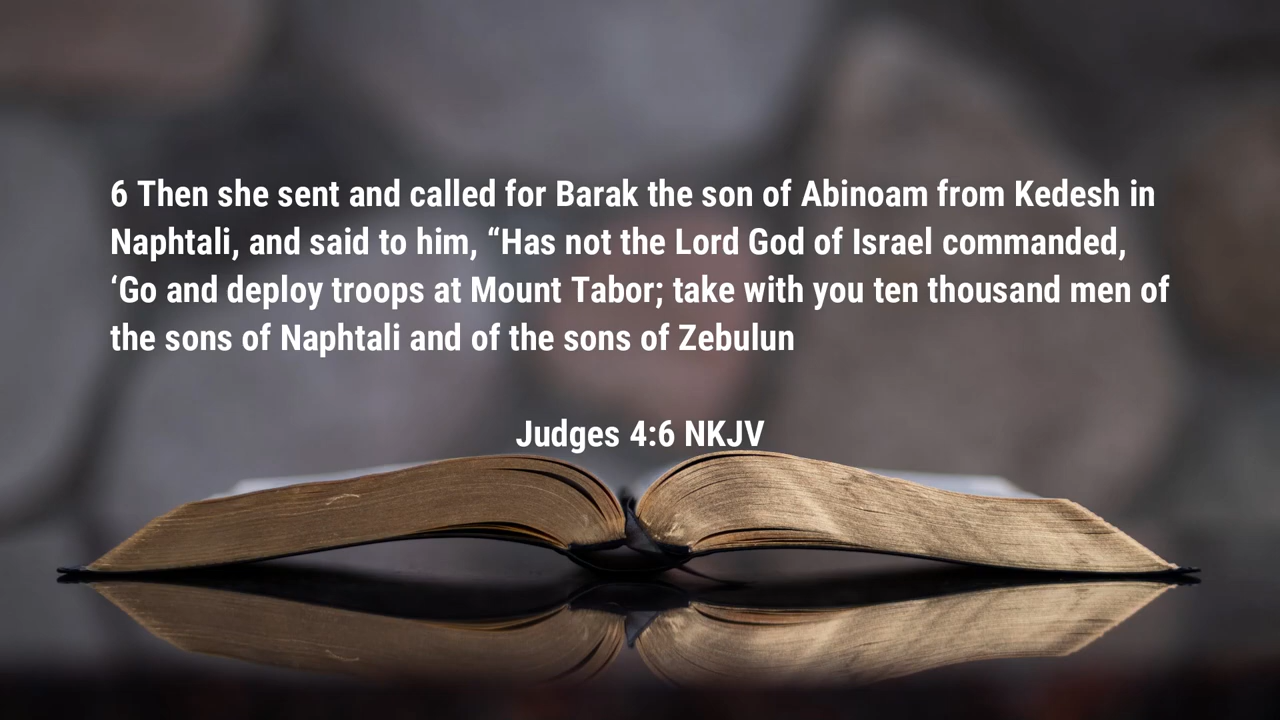 6 Then she sent and called for Barak the son of Abinoam from Kedesh in
Naphtali, and said to him, “Has not the Lord God of Israel commanded,
‘Go and deploy troops at Mount Tabor; take with you ten thousand men of
the sons of Naphtali and of the sons of Zebulun
Judges 4:6 NKJV